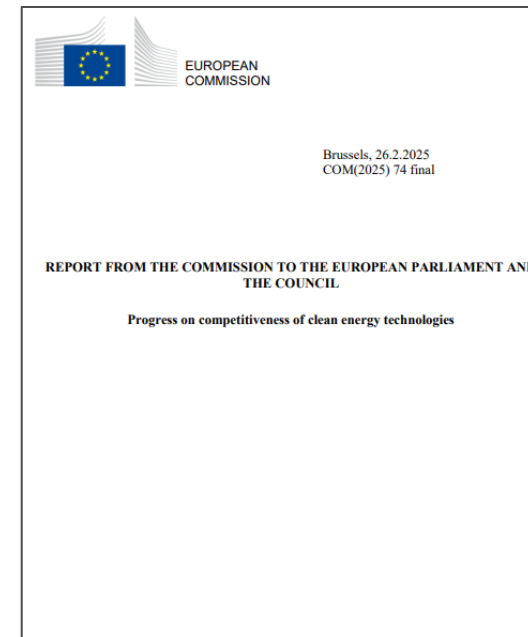 EUROPEAN
COMMISSION
Brussels, 26.2.2025
COM(2025) 74 final
REPORT FROM THE COMMISSION TO THE EUROPEAN PARLIAMENT AN
THE COUNCIL
Progress on competitiveness of clean energy technologies